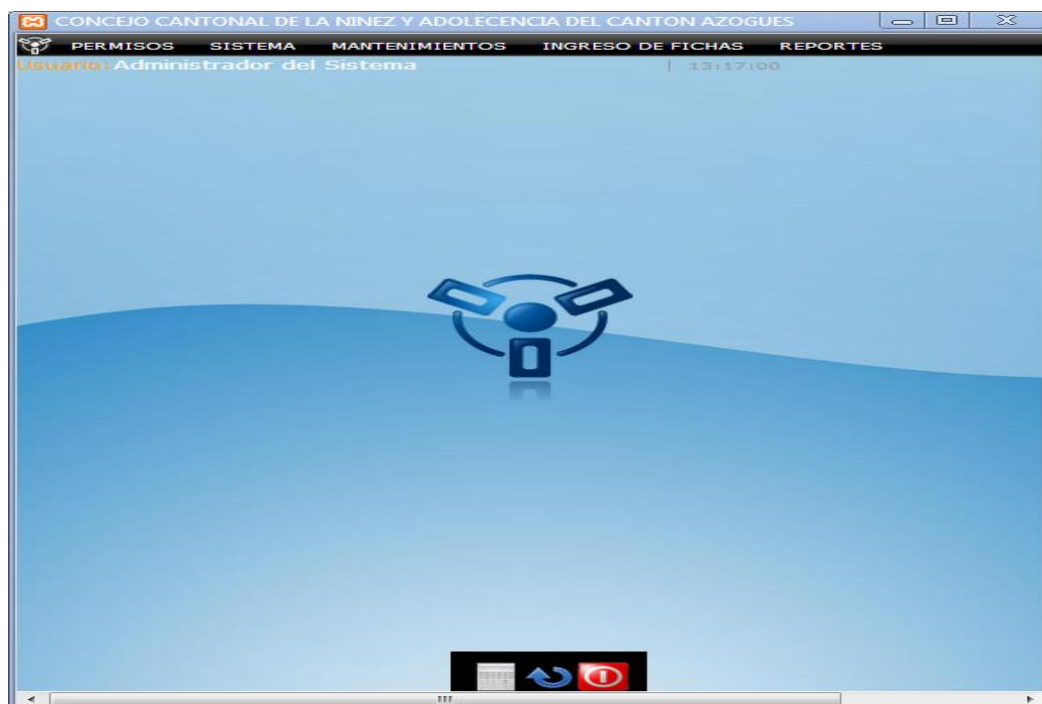 CONCEJO CANTONAL DE LA NINEZ Y ADOLECENCIA DEL CANTON AZOGUES
PERMISOS SISTEMA MANTENIMIENTOS INGRESO DE FICHAS REPORTES
Usuario: Administrador del Sistema | 13:17:00